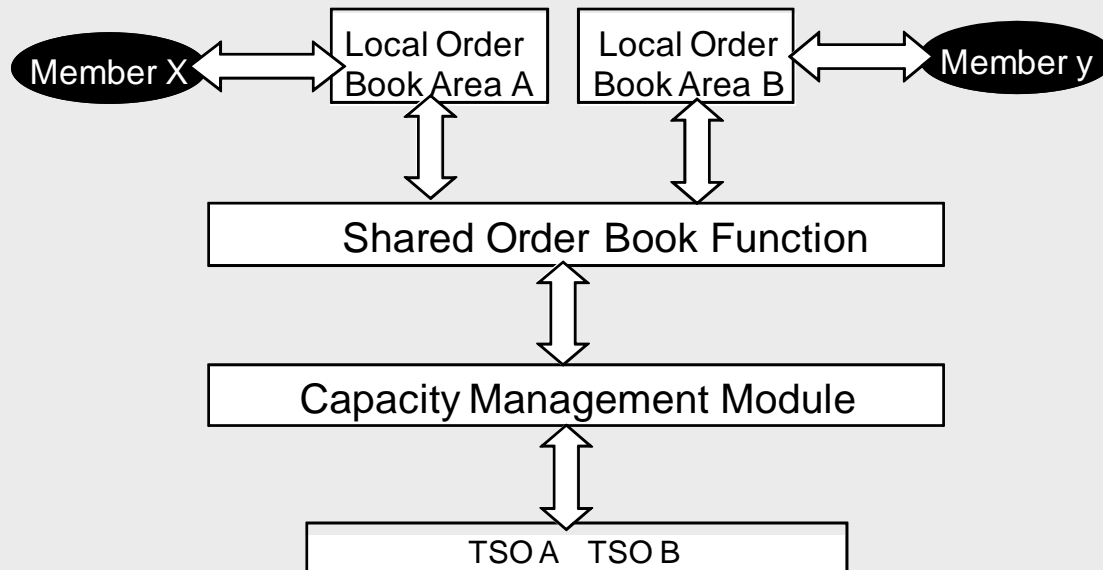 Member X
Local Order
Book Area A
Local Order
Book Area B
Member y
Shared Order Book Function
Capacity Management Module
TSO A TSO B